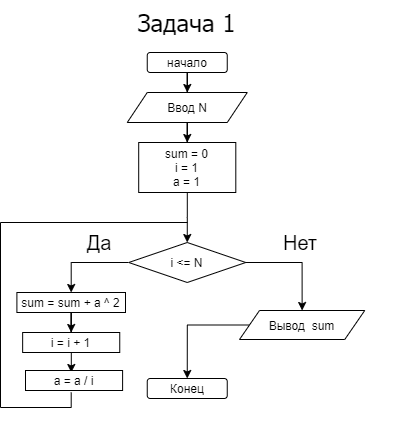 Задача 1
начало
Ввод N
sum = 0
i = 1
a = 1
Да
Нет
i <= N
sum = sum + a ^ 2
i = i + 1
a = a / i
Вывод sum
Конец